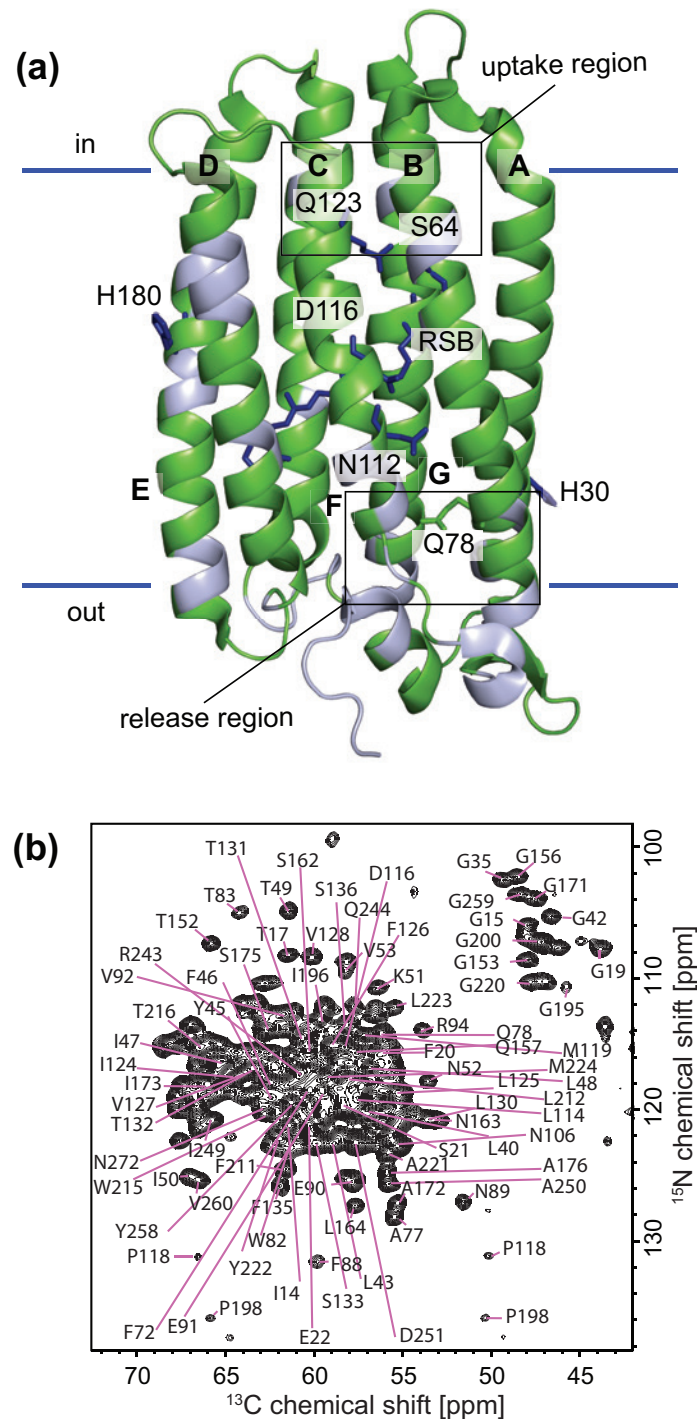 (a)
uptake region
in
D
C
B
A
Q123
S64
H180
D116
RSB
N112
G
E
F
H30
Q78
out
release region
(b)
T131
S162
S136
D116
Q244
F126
G35
G156
T83
T49
G259
G171
T152
T17
V128
G15
G42
R243
S175
V53
G200
V92
F46
I196
K51
G153
G19
Y45
L223
G220
G195
T216
R94
Q78
I47
F20
Q157
M119
I124
N52
M224
I173
L125
L48
V127
L212
T132
L130
L114
N272
I249
N163
N106
W215
F211
S21
L40
I50
A221
A176
V260
E90
A172
A250
Y258
F135
L164
N89
W82
A77
P118
Y222
F88
L43
P118
P198
I14
S133
P198
F72
E91
E22
D251
100
110
120
130
15N chemical shift [ppm]
70 65 60 55 50 45
13C chemical shift [ppm]